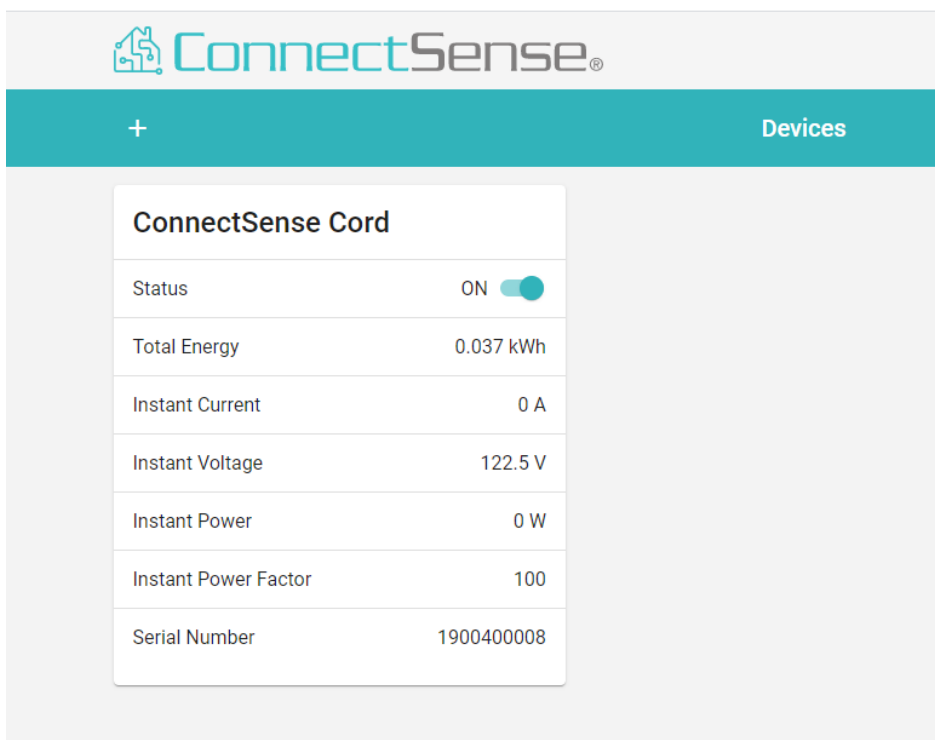 ConnectSense®
+ Devices
ConnectSense Cord
Status ON
Total Energy 0.037 kWh
Instant Current 0 A
Instant Voltage 122.5 V
Instant Power 0 W
Instant Power Factor 100
Serial Number 1900400008